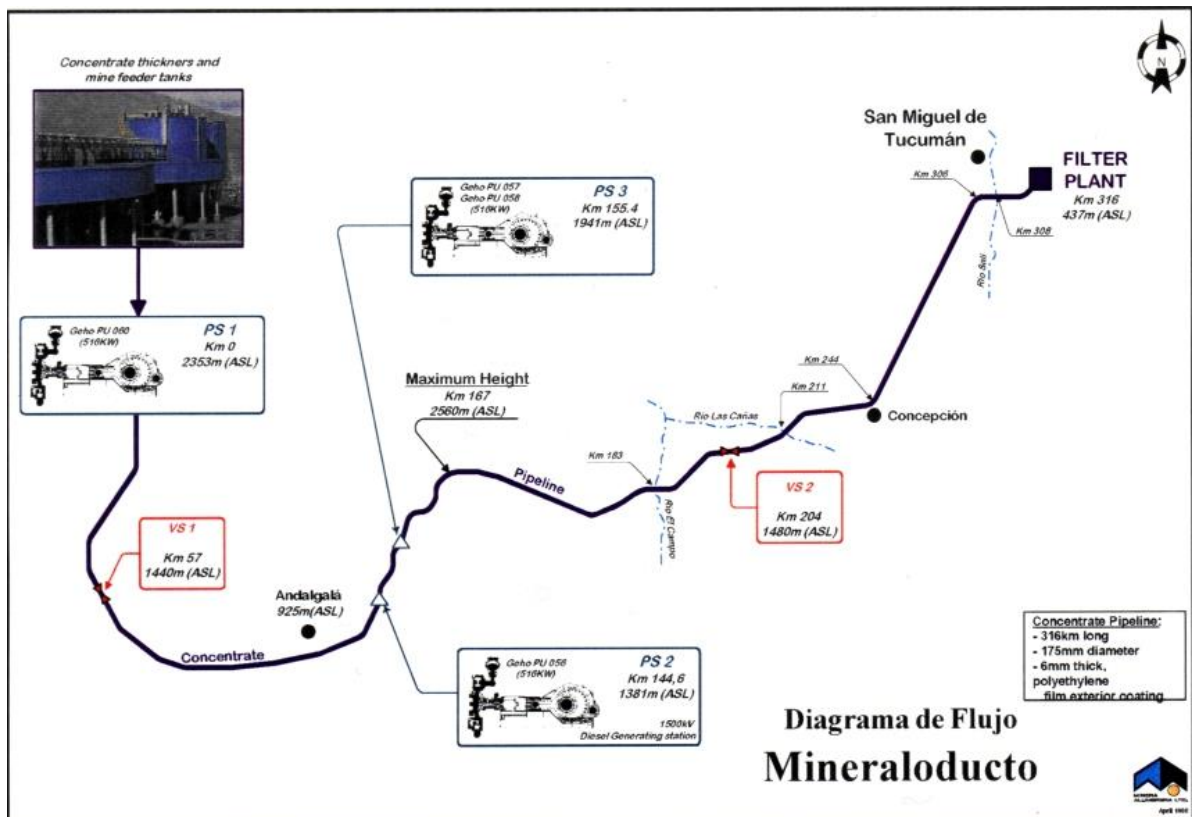 Concentrate thickners and
mine feeder tanks
N
San Miguel de
Tucumán
FILTER
PLANT
Km 316
437m (ASL)
Km 306
Km 308
Rio Sali
Geho PU 057
Geho PU 058
(516KW)
PS 3
Km 155.4
1941m (ASL)
Geho PU 060
(516KW)
PS 1
Km 0
2353m (ASL)
Maximum Height
Km 167
2560m (ASL)
Pipeline
Km 183
Rio El Campo
Rio Las Cañas
Km 211
Km 244
Concepción
VS 2
Km 204
1480m (ASL)
VS 1
Km 57
1440m (ASL)
Andalgalá
925m(ASL)
Concentrate
Geho PU 056
(516KW)
PS 2
Km 144,6
1381m (ASL)
1500kV
Diesel Generating station
Concentrate Pipeline:
- 316km long
- 175mm diameter
- 6mm thick,
polyethylene
film exterior coating
Diagrama de Flujo
Mineraloducto
MINERA
ALUMBRERA LTD.